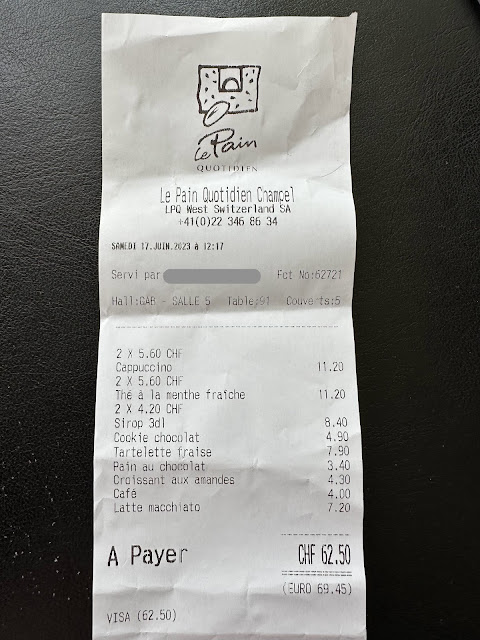 Le Pain
QUOTIDIEN
Le Pain Quotidien Champel
LPQ West Switzerland SA
+41(0)22 346 86 34
SAMEDI 17.JUIN.2023 à 12:17
Servi par Fct No:62721
Hall:GAB - SALLE 5 Table:91 Couverts:5
2 X 5.60 CHF
Cappuccino 11.20
2 X 5.60 CHF
Thé à la menthe fraîche 11.20
2 X 4.20 CHF
Sirop 3dl 8.40
Cookie chocolat 4.90
Tartelette fraise 7.90
Pain au chocolat 3.40
Croissant aux amandes 4.30
Café 4.00
Latte macchiato 7.20
A Payer CHF 62.50
(EURO 69.45)
VISA (62.50)